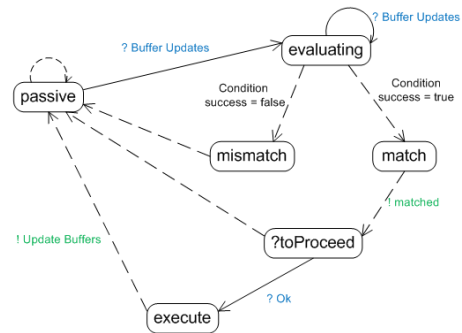 ? Buffer Updates
? Buffer Updates
evaluating
Condition
success = false
Condition
success = true
passive
mismatch
match
! matched
! Update Buffers
?toProceed
? Ok
execute